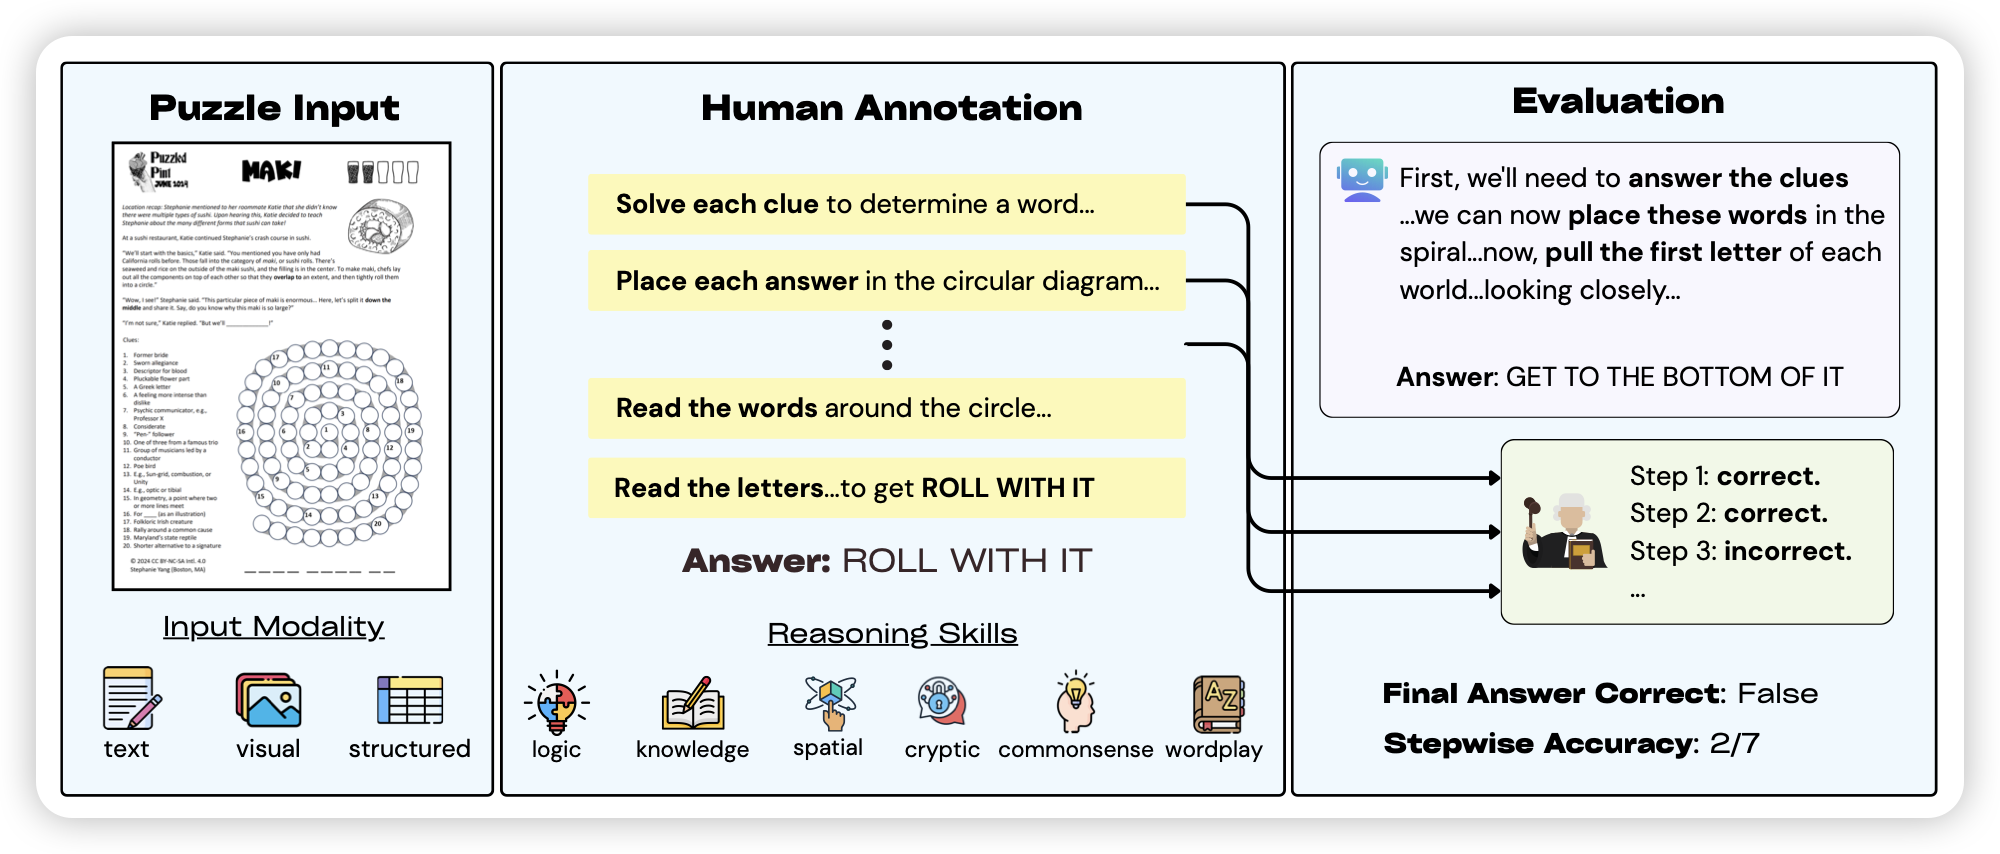 Puzzle Input
Puzzled
Pint
JUNE 2024
MAKI
Location recap: Stephanie mentioned to her roommate Katie that she didn't know
there were multiple types of sushi. Upon hearing this, Katie decided to teach
Stephanie about the many different forms that sushi can take!
At a sushi restaurant, Katie continued Stephanie's crash course in sushi.
"We'll start with the basics," Katie said. "You mentioned you have only had
California rolls before. Those fall into the category of maki, or sushi rolls. There's
seaweed and rice on the outside of the maki sushi, and the filling is in the center. To make maki, chefs lay
out all the components on top of each other so that they overlap to an extent, and then tightly roll them
into a circle."
"Wow, I see!" Stephanie said. "This particular piece of maki is enormous... Here, let's split it down the
middle and share it. Say, do you know why this maki is so large?"
"I'm not sure," Katie replied. "But we'll ______________!"
Clues:
1. Former bride
2. Sworn allegiance
3. Descriptor for blood
4. Pluckable flower part
5. A Greek letter
6. A feeling more intense than
dislike
7. Psychic communicator, e.g.,
Professor X
8. Considerate
9. "Pen-" follower
10. One of three from a famous trio
11. Group of musicians led by a
conductor
12. Poe bird
13. E.g., Sun-grid, combustion, or
Unity
14. E.g., optic or tibial
15. In geometry, a point where two
or more lines meet
16. For ____ (as an illustration)
17. Folkloric Irish creature
18. Rally around a common cause
19. Maryland's state reptile
20. Shorter alternative to a signature
17
11
18
10
7
3
16
6
1
8
19
2
4
12
5
9
15
13
14
20
© 2024 CC BY-NC-SA Intl. 4.0
Stephanie Yang (Boston, MA)
Input Modality
text
visual
structured
Human Annotation
Solve each clue to determine a word...
Place each answer in the circular diagram...
Read the words around the circle...
Read the letters...to get ROLL WITH IT
Answer: ROLL WITH IT
Reasoning Skills
AZ
logic
knowledge
spatial
cryptic
commonsense
wordplay
Evaluation
First, we'll need to answer the clues
...we can now place these words in the
spiral...now, pull the first letter of each
world...looking closely...
Answer: GET TO THE BOTTOM OF IT
Step 1: correct.
Step 2: correct.
Step 3: incorrect.
...
Final Answer Correct: False
Stepwise Accuracy: 2/7